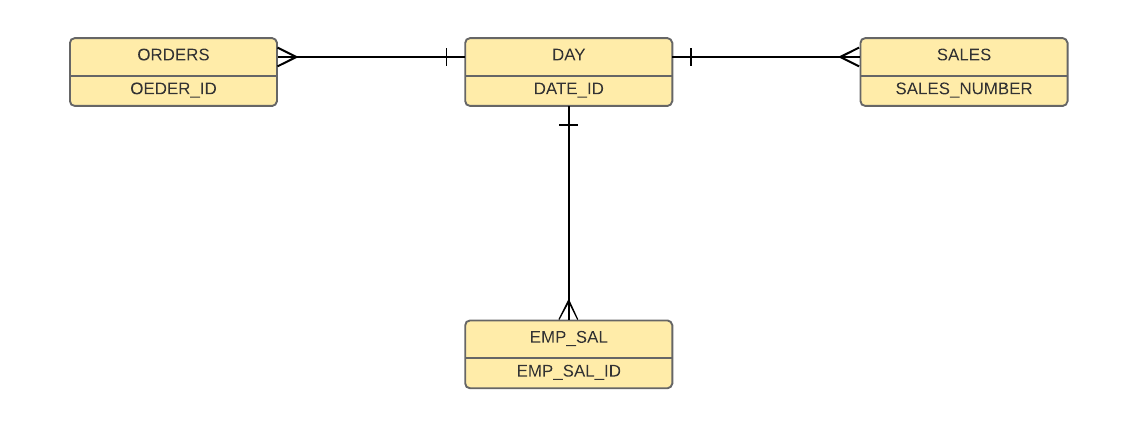 ORDERS
OEDER_ID
DAY
DATE_ID
SALES
SALES_NUMBER
EMP_SAL
EMP_SAL_ID